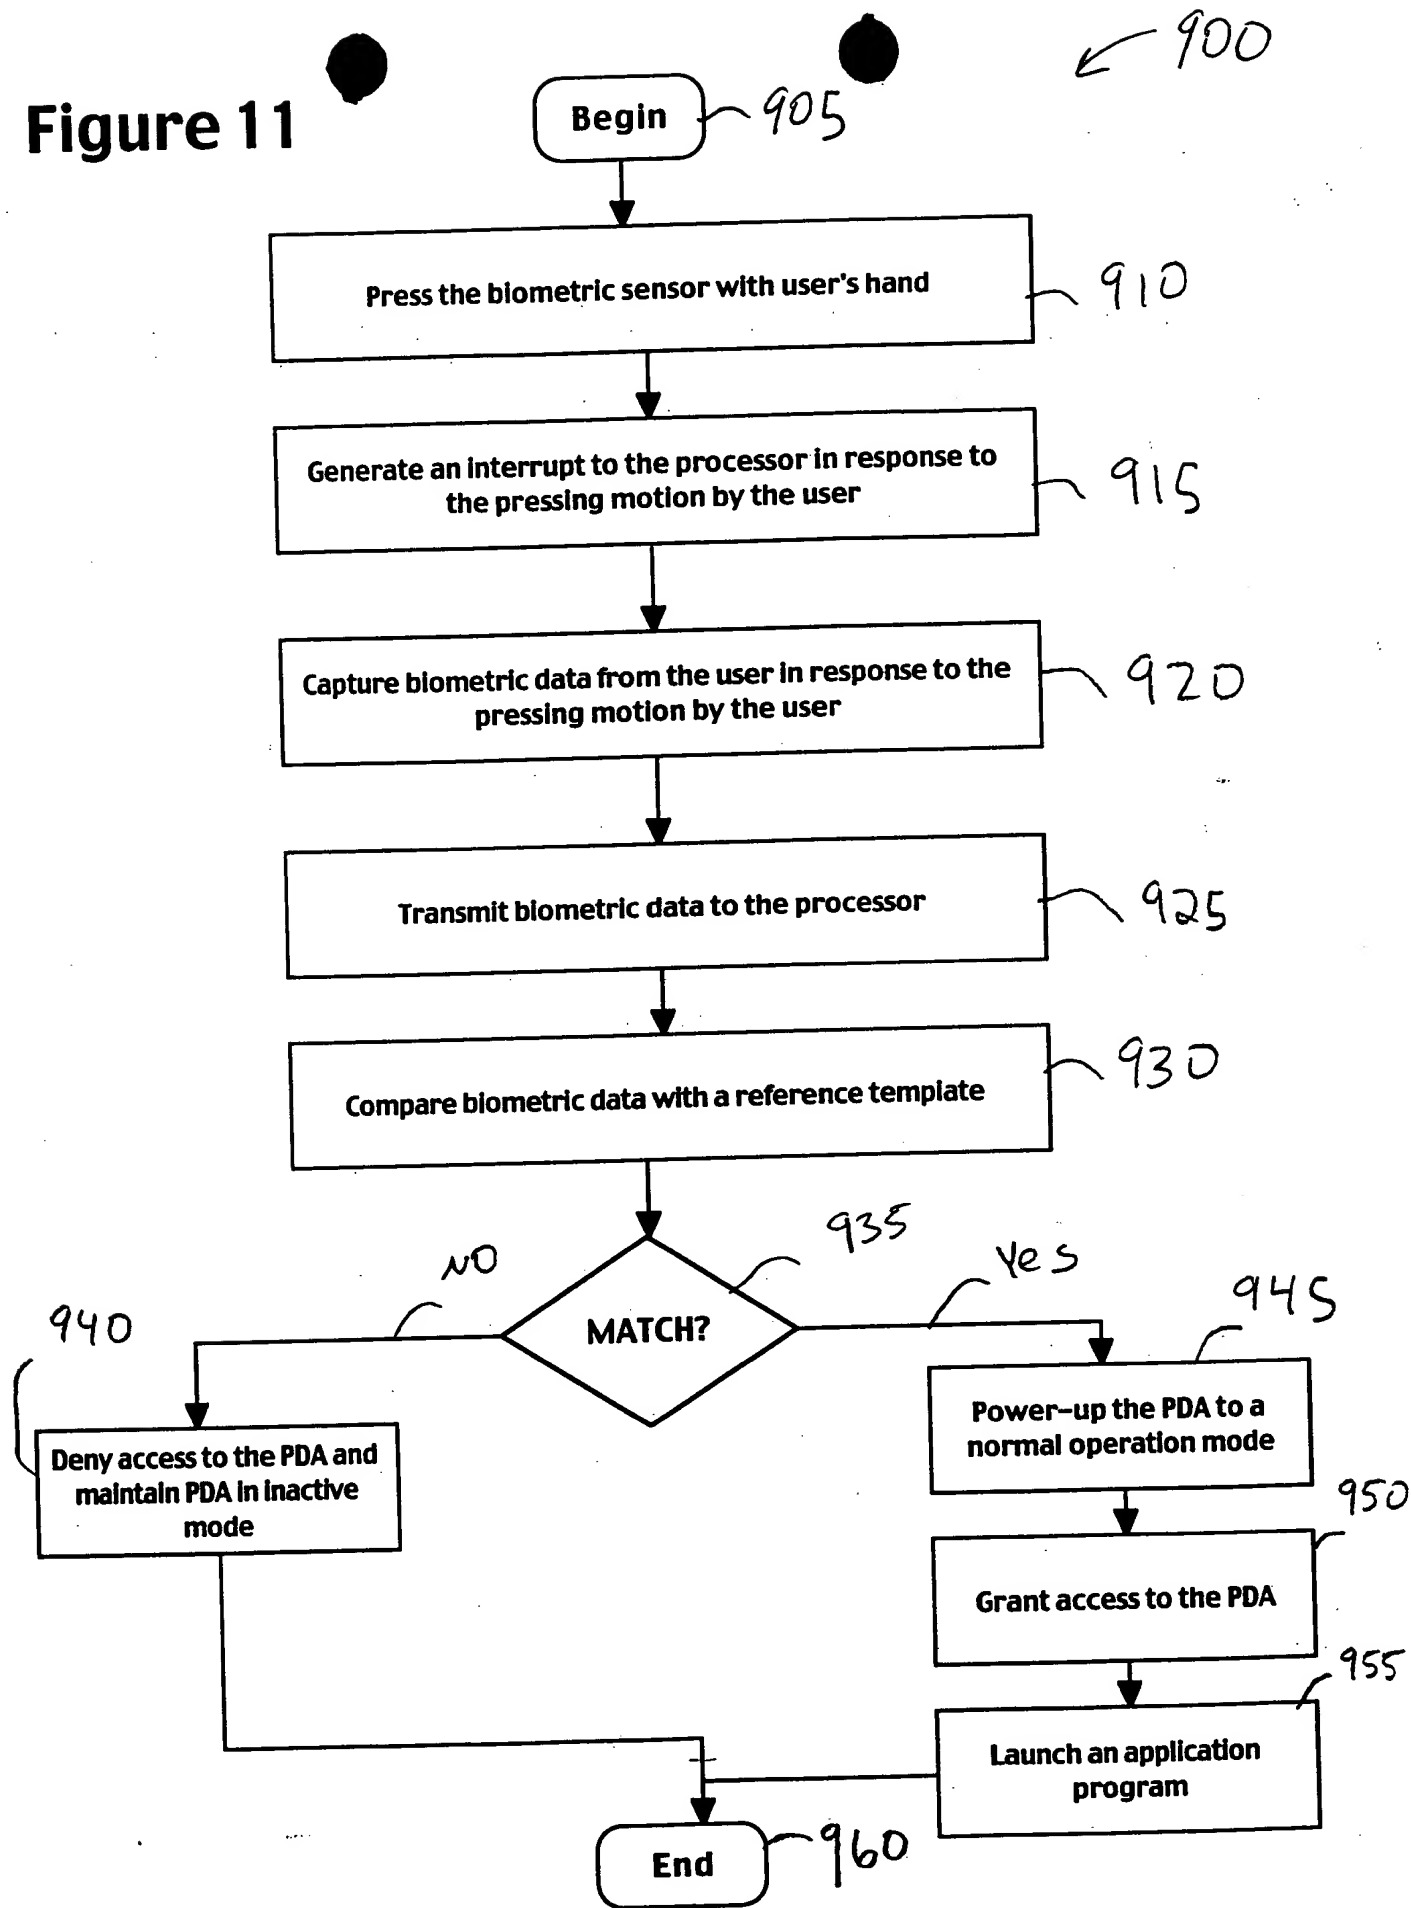 900
Figure 11
Begin
905
Press the biometric sensor with user's hand
910
Generate an interrupt to the processor in response to
the pressing motion by the user
915
Capture biometric data from the user in response to the
pressing motion by the user
920
Transmit biometric data to the processor
925
Compare biometric data with a reference template
930
935
NO
Yes
MATCH?
940
945
Deny access to the PDA and
maintain PDA in inactive
mode
Power-up the PDA to a
normal operation mode
950
Grant access to the PDA
955
Launch an application
program
End
960